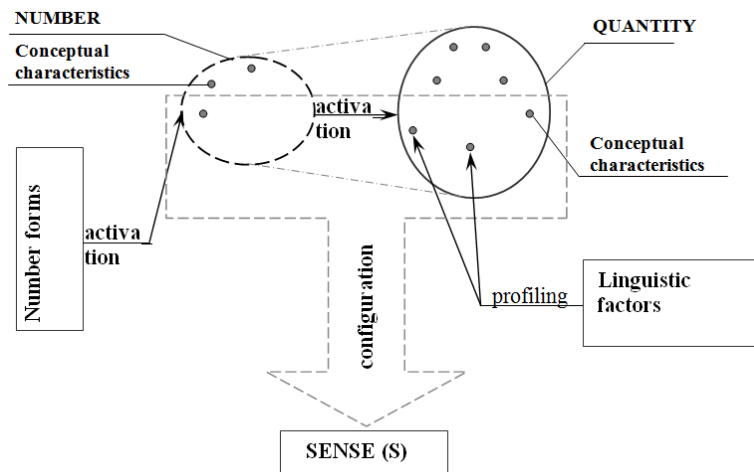 NUMBER
QUANTITY
Conceptual
characteristics
activa
tion
Conceptual
characteristics
Number forms
activa
tion
configuration
profiling
Linguistic
factors
SENSE (S)